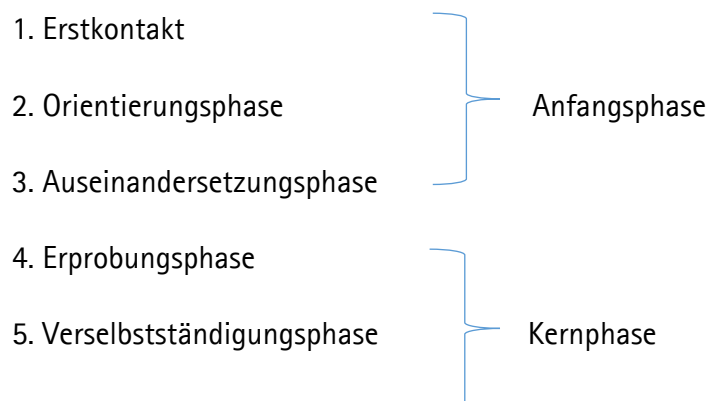 1. Erstkontakt
2. Orientierungsphase Anfangsphase
3. Auseinandersetzungsphase
4. Erprobungsphase
5. Verselbstständigungsphase Kernphase